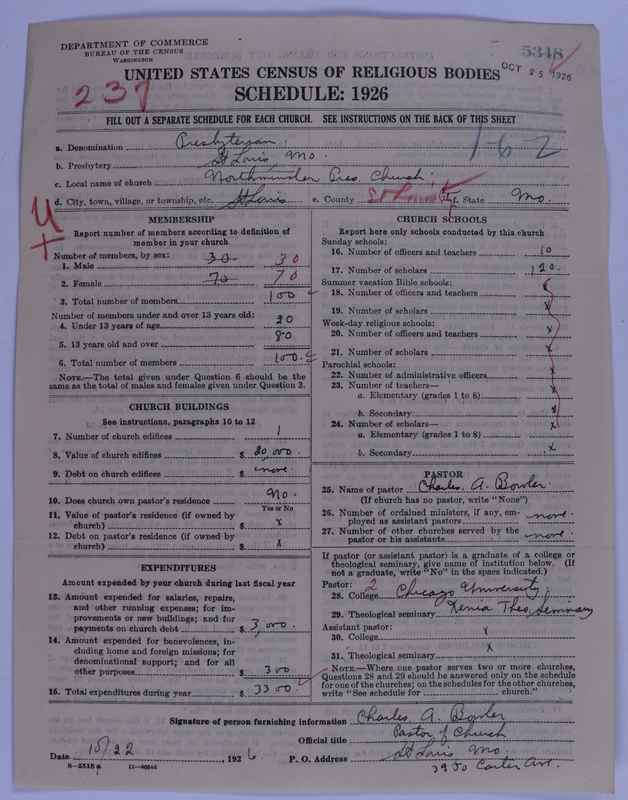 DEPARTMENT OF COMMERCE
BUREAU OF THE CENSUS
WASHINGTON
5348
OCT 25 1926
UNITED STATES CENSUS OF RELIGIOUS BODIES
237
SCHEDULE: 1926
FILL OUT A SEPARATE SCHEDULE FOR EACH CHURCH. SEE INSTRUCTIONS ON THE BACK OF THIS SHEET
162
a. Denomination Presbyterian
b. Presbytery St Louis, Mo
c. Local name of church Northminster Pres. Church
d. City, town, village, or township, etc. St Louis e. County St Louis City f. State Mo.
MEMBERSHIP
Report number of members according to definition of
member in your church
Number of members, by sex:
1. Male 30 30
2. Female 70 70
3. Total number of members 100
Number of members under and over 13 years old:
4. Under 13 years of age 20
5. 13 years old and over 80
6. Total number of members 100
NOTE.—The total given under Question 6 should be the
same as the total of males and females given under Question 3.
CHURCH BUILDINGS
See instructions, paragraphs 10 to 12
7. Number of church edifices 1
8. Value of church edifices $ 20,000.
9. Debt on church edifices $ none.
10. Does church own pastor's residence No.
Yes or No
11. Value of pastor's residence (if owned by
church) $ x
12. Debt on pastor's residence (if owned by
church) $ x
EXPENDITURES
Amount expended by your church during last fiscal year
13. Amount expended for salaries, repairs,
and other running expenses; for im-
provements or new buildings; and for
payments on church debt $ 3,000.
14. Amount expended for benevolences, in-
cluding home and foreign missions; for
denominational support; and for all
other purposes $ 300
15. Total expenditures during year $ 3300.
CHURCH SCHOOLS
Report here only schools conducted by this church
Sunday schools:
16. Number of officers and teachers 10
17. Number of scholars 120.
Summer vacation Bible schools:
18. Number of officers and teachers x
19. Number of scholars x
Week-day religious schools:
20. Number of officers and teachers x
21. Number of scholars x
Parochial schools:
22. Number of administrative officers x
23. Number of teachers—
a. Elementary (grades 1 to 8) x
b. Secondary x
24. Number of scholars— x
a. Elementary (grades 1 to 8)
b. Secondary x
PASTOR
25. Name of pastor Charles A. Bowler
(If church has no pastor, write "None")
26. Number of ordained ministers, if any, em-
ployed as assistant pastors none.
27. Number of other churches served by the
pastor or his assistants none.
If pastor (or assistant pastor) is a graduate of a college or
theological seminary, give name of institution below. (If
not a graduate, write "No" in the space indicated.)
Pastor: 2
28. College Chicago University,
29. Theological seminary Xenia Theo. Seminary
Assistant pastor:
30. College x
31. Theological seminary x
NOTE.—Where one pastor serves two or more churches,
Questions 28 and 29 should be answered only on the schedule
for one of the churches; on the schedules for the other churches,
write "See schedule for church."
Signature of person furnishing information Charles A. Bowler
Official title Pastor of Church
Date 10/22, 1926. P. O. Address St Louis Mo.
3950 Carter Ave.
8—5518a 11—9654d